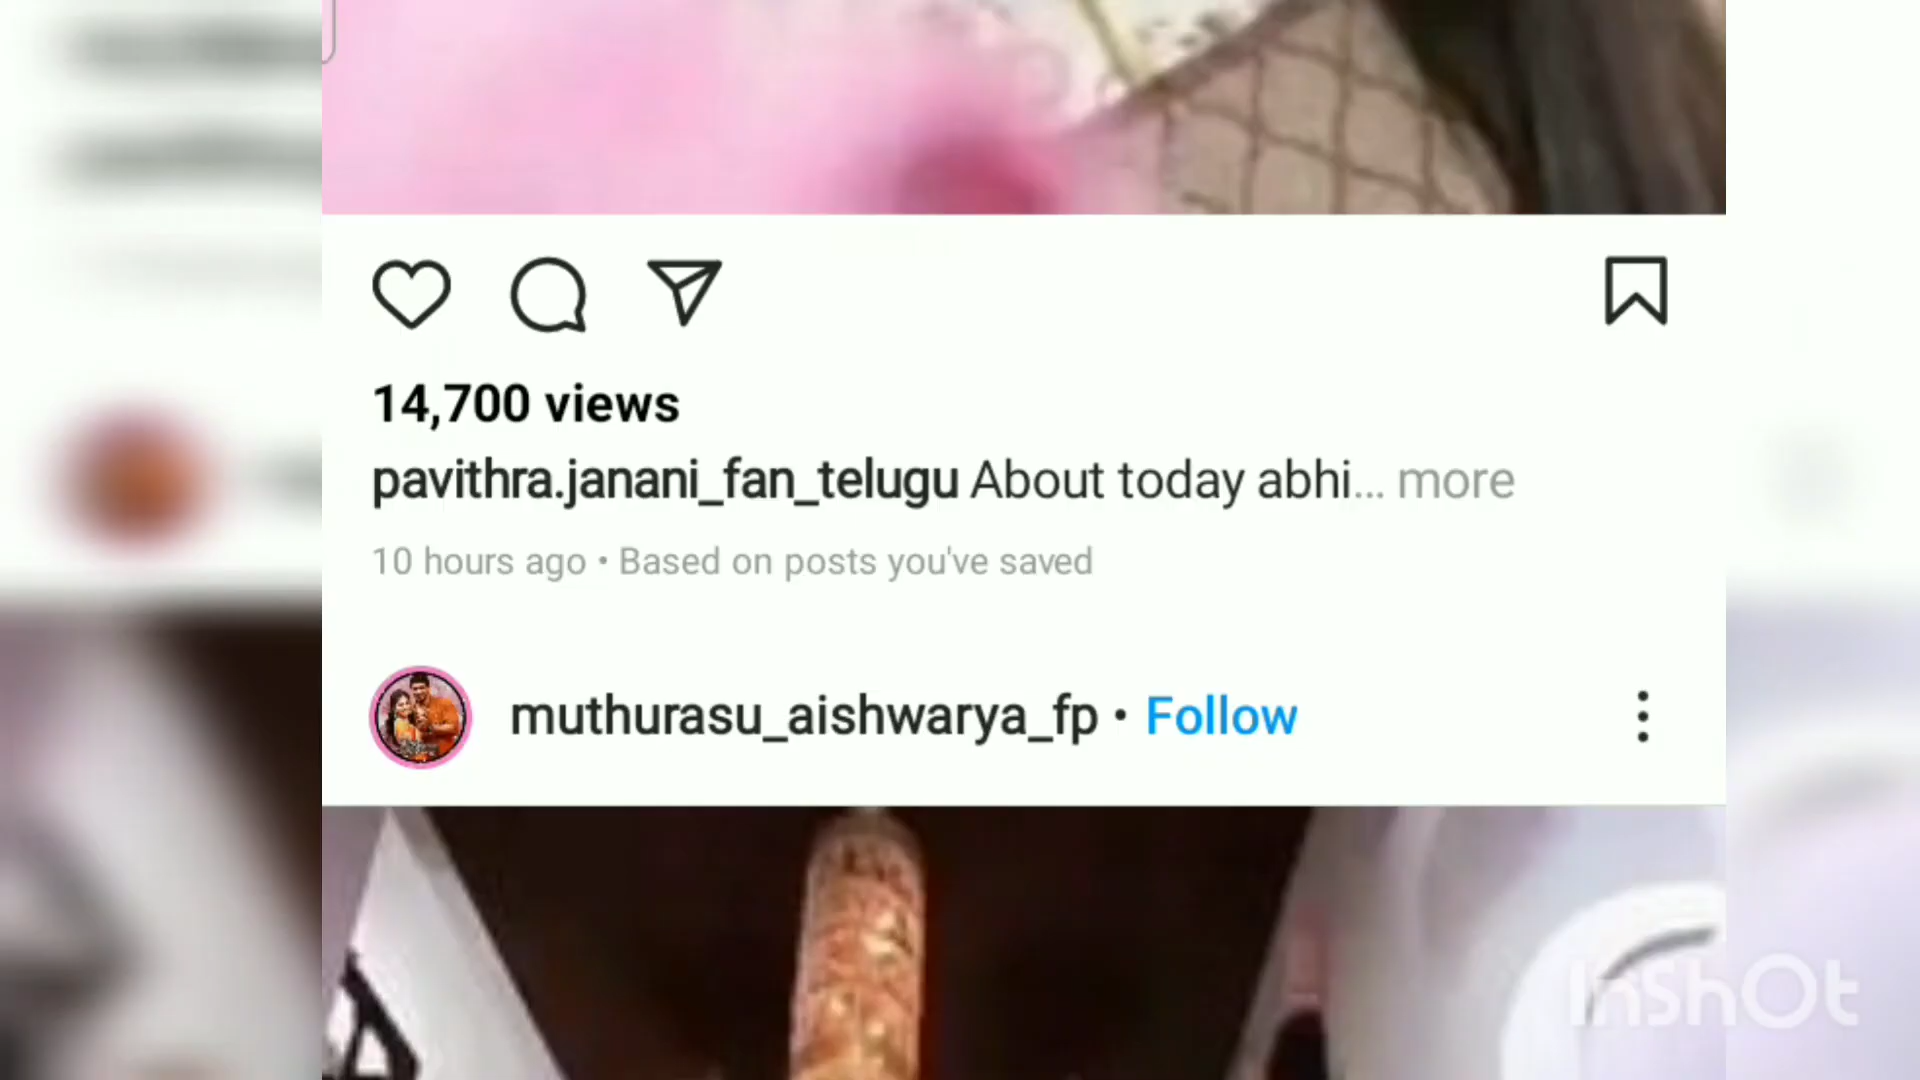 14,700 views
pavithra.janani_fan_telugu About today abhi... more
10 hours ago • Based on posts you've saved
muthurasu_aishwarya_fp • Follow
InShOt